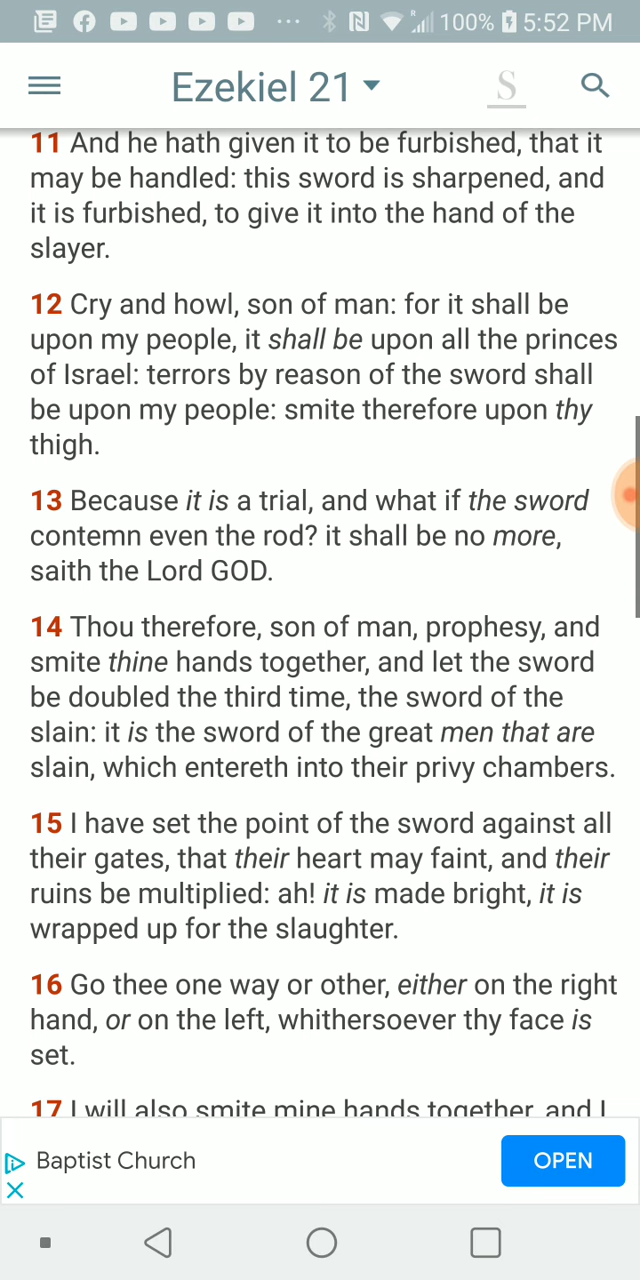 100% 5:52 PM
Ezekiel 21 S
11 And he hath given it to be furbished, that it
may be handled: this sword is sharpened, and
it is furbished, to give it into the hand of the
slayer.
12 Cry and howl, son of man: for it shall be
upon my people, it shall be upon all the princes
of Israel: terrors by reason of the sword shall
be upon my people: smite therefore upon thy
thigh.
13 Because it is a trial, and what if the sword
contemn even the rod? it shall be no more,
saith the Lord GOD.
14 Thou therefore, son of man, prophesy, and
smite thine hands together, and let the sword
be doubled the third time, the sword of the
slain: it is the sword of the great men that are
slain, which entereth into their privy chambers.
15 I have set the point of the sword against all
their gates, that their heart may faint, and their
ruins be multiplied: ah! it is made bright, it is
wrapped up for the slaughter.
16 Go thee one way or other, either on the right
hand, or on the left, whithersoever thy face is
set.
17 I will also smite mine hands together, and I
Baptist Church
OPEN